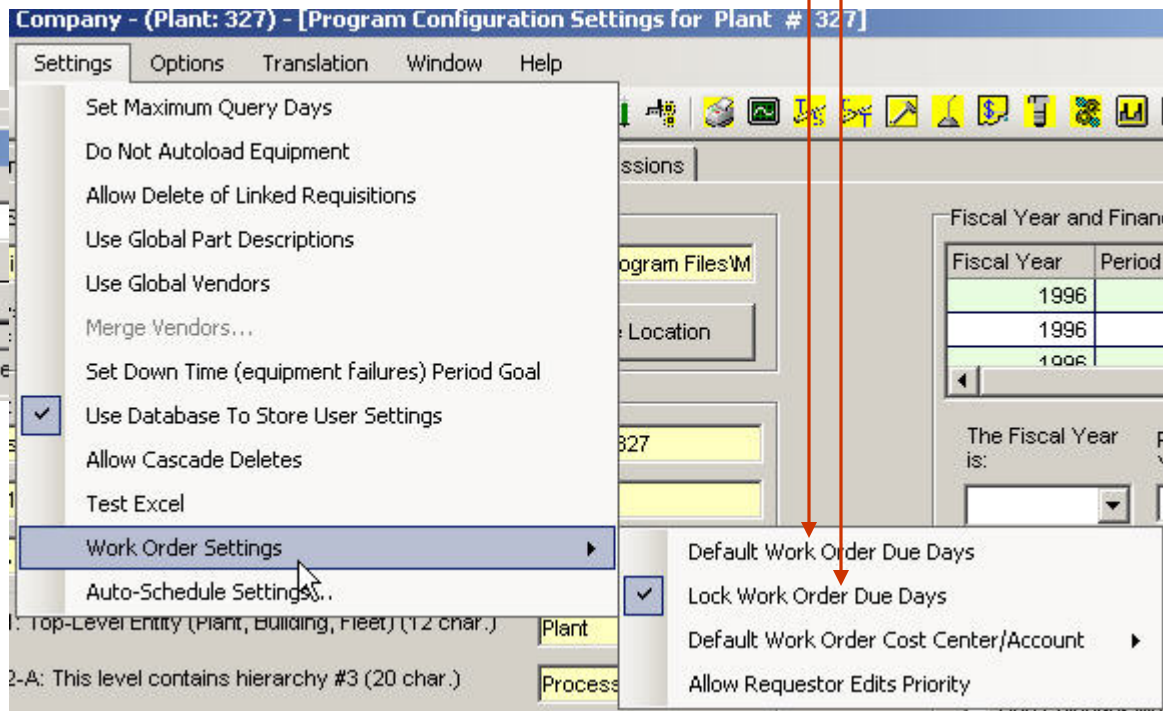 Company - (Plant: 327) - [Program Configuration Settings for Plant # 327]
Settings Options Translation Window Help
Set Maximum Query Days
Do Not Autoload Equipment
Allow Delete of Linked Requisitions
Use Global Part Descriptions
Use Global Vendors
Merge Vendors...
Set Down Time (equipment failures) Period Goal
Use Database To Store User Settings
Allow Cascade Deletes
Test Excel
Work Order Settings
Auto-Schedule Settings...
ssions
ogram Files\M
Location
327
Fiscal Year and Financ
Fiscal Year Period
1996
1996
1996
The Fiscal Year
is:
Default Work Order Due Days
Lock Work Order Due Days
Default Work Order Cost Center/Account
Allow Requestor Edits Priority
1: Top-Level Entity (Plant, Building, Fleet) (12 char.) Plant
2-A: This level contains hierarchy #3 (20 char.) Process